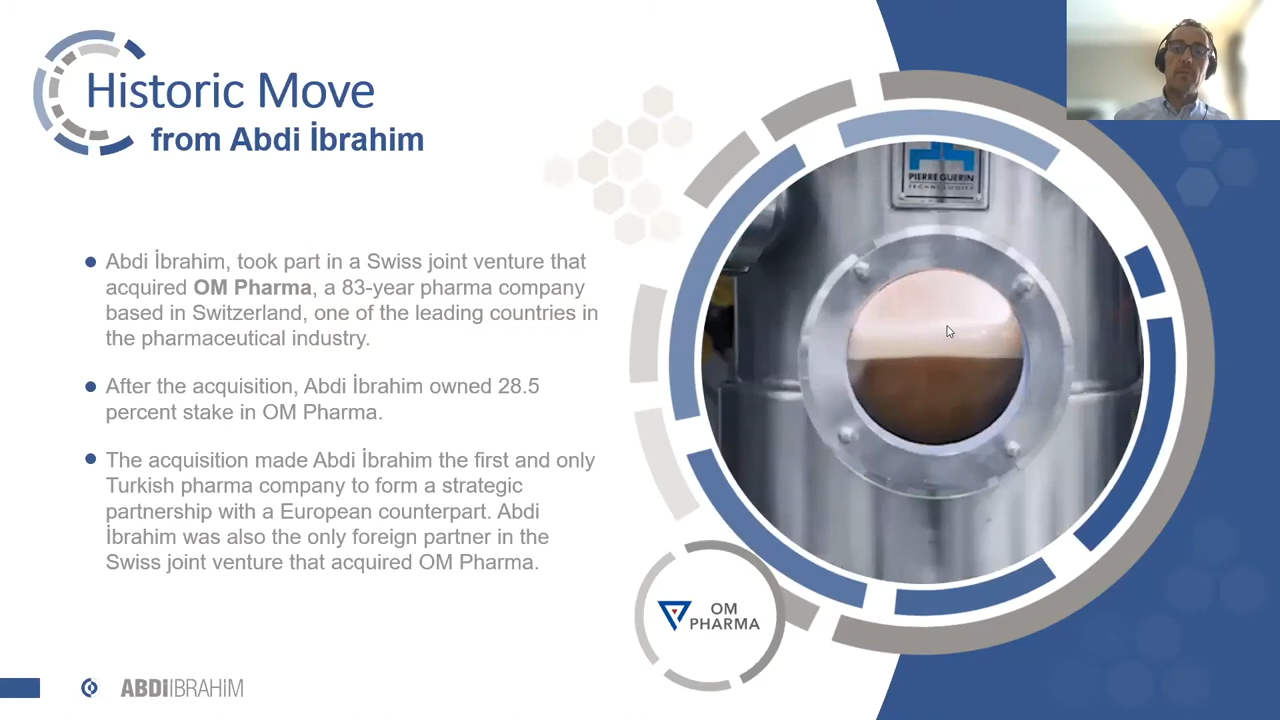 Historic Move
from Abdi İbrahim
Abdi İbrahim, took part in a Swiss joint venture that
acquired OM Pharma, a 83-year pharma company
based in Switzerland, one of the leading countries in
the pharmaceutical industry.
After the acquisition, Abdi İbrahim owned 28.5
percent stake in OM Pharma.
The acquisition made Abdi İbrahim the first and only
Turkish pharma company to form a strategic
partnership with a European counterpart. Abdi
İbrahim was also the only foreign partner in the
Swiss joint venture that acquired OM Pharma.
PIERRE GUERIN
TECHNOLOGIES
OM
PHARMA
ABDIIBRAHIM